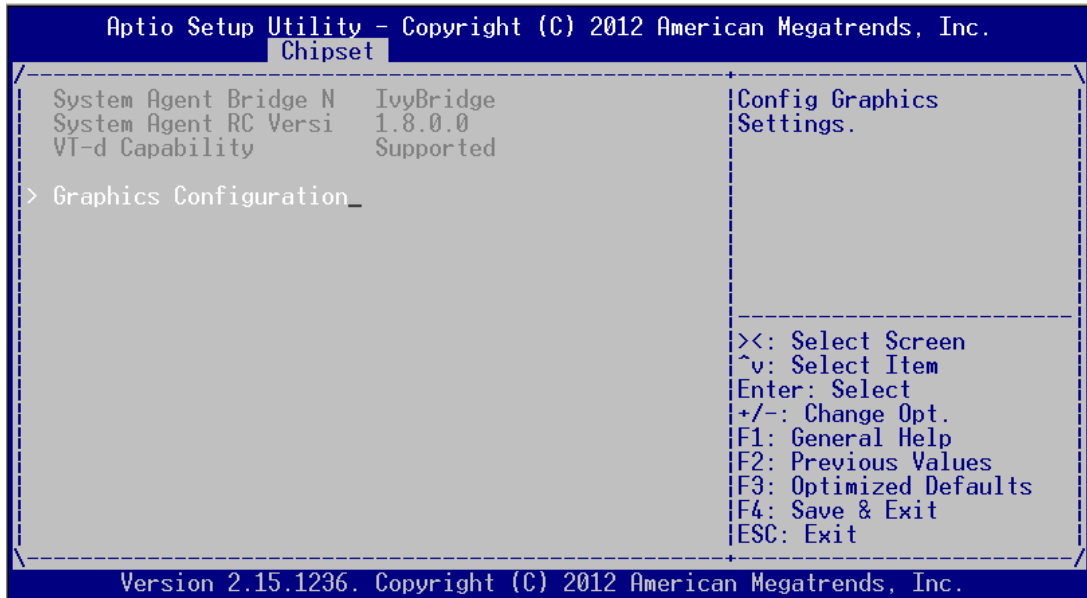 Aptio Setup Utility - Copyright (C) 2012 American Megatrends, Inc.
Chipset
System Agent Bridge N IvyBridge
System Agent RC Versi 1.8.0.0
VT-d Capability Supported
> Graphics Configuration_
Config Graphics
Settings.
><: Select Screen
^v: Select Item
Enter: Select
+/-: Change Opt.
F1: General Help
F2: Previous Values
F3: Optimized Defaults
F4: Save & Exit
ESC: Exit
Version 2.15.1236. Copyright (C) 2012 American Megatrends, Inc.